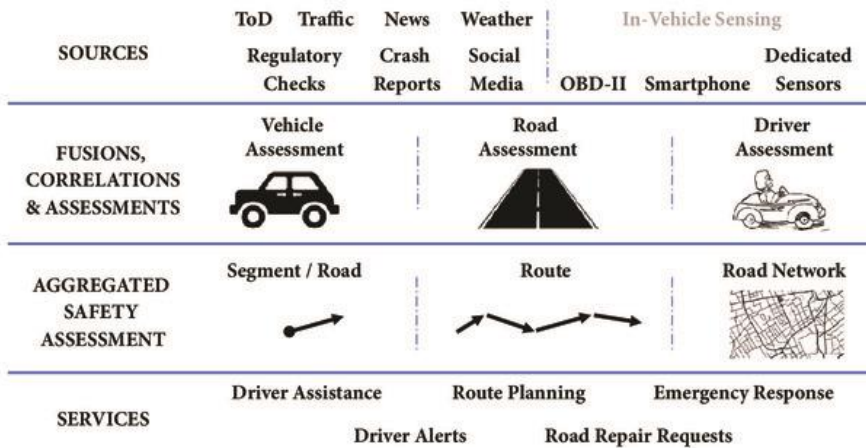 ToD Traffic News Weather In-Vehicle Sensing
SOURCES
Regulatory Checks
Crash Reports
Social Media
OBD-II Smartphone
Dedicated Sensors
FUSIONS,
CORRELATIONS
& ASSESSMENTS
Vehicle
Assessment
Road
Assessment
Driver
Assessment
AGGREGATED
SAFETY
ASSESSMENT
Segment / Road
Route
Road Network
SERVICES
Driver Assistance Route Planning Emergency Response
Driver Alerts Road Repair Requests